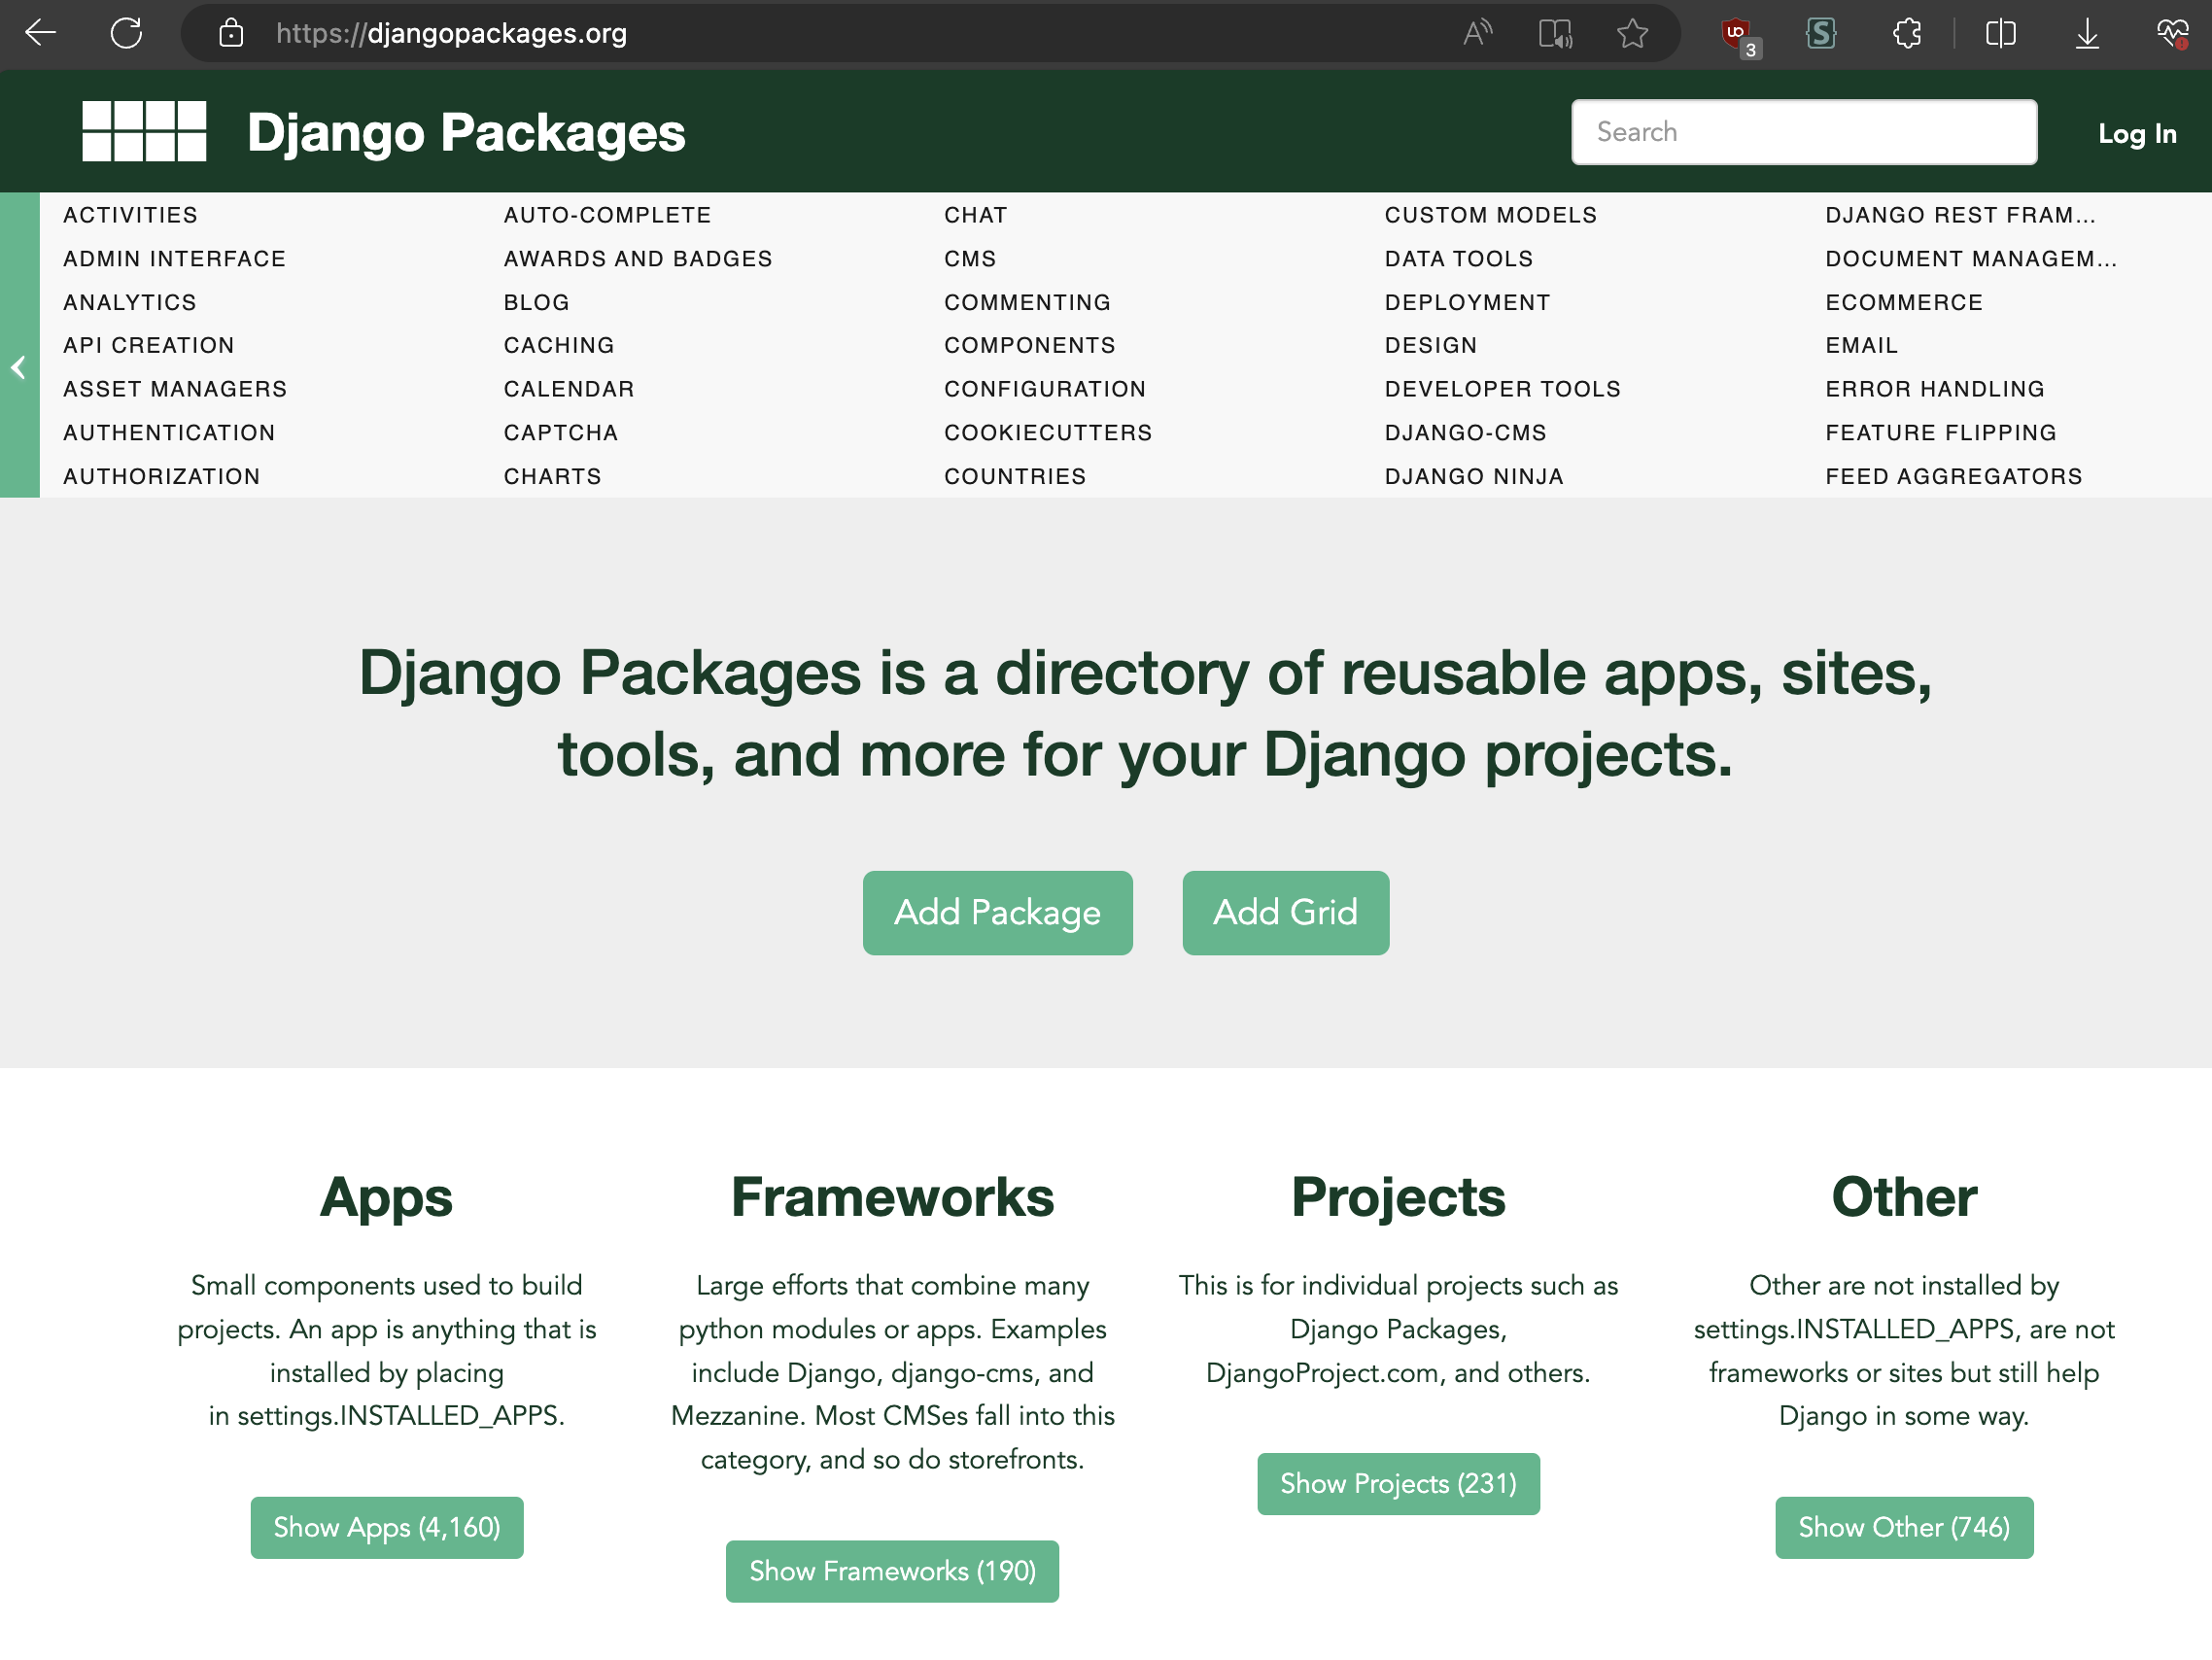 https://djangopackages.org
3
Django Packages
Search
Log In
ACTIVITIES
ADMIN INTERFACE
ANALYTICS
API CREATION
ASSET MANAGERS
AUTHENTICATION
AUTHORIZATION
AUTO-COMPLETE
AWARDS AND BADGES
BLOG
CACHING
CALENDAR
CAPTCHA
CHARTS
CHAT
CMS
COMMENTING
COMPONENTS
CONFIGURATION
COOKIECUTTERS
COUNTRIES
CUSTOM MODELS
DATA TOOLS
DEPLOYMENT
DESIGN
DEVELOPER TOOLS
DJANGO-CMS
DJANGO NINJA
DJANGO REST FRAM...
DOCUMENT MANAGEM...
ECOMMERCE
EMAIL
ERROR HANDLING
FEATURE FLIPPING
FEED AGGREGATORS
Django Packages is a directory of reusable apps, sites,
tools, and more for your Django projects.
Add Package
Add Grid
Apps
Small components used to build
projects. An app is anything that is
installed by placing
in settings.INSTALLED_APPS.
Show Apps (4,160)
Frameworks
Large efforts that combine many
python modules or apps. Examples
include Django, django-cms, and
Mezzanine. Most CMSes fall into this
category, and so do storefronts.
Show Frameworks (190)
Projects
This is for individual projects such as
Django Packages,
DjangoProject.com, and others.
Show Projects (231)
Other
Other are not installed by
settings.INSTALLED_APPS, are not
frameworks or sites but still help
Django in some way.
Show Other (746)